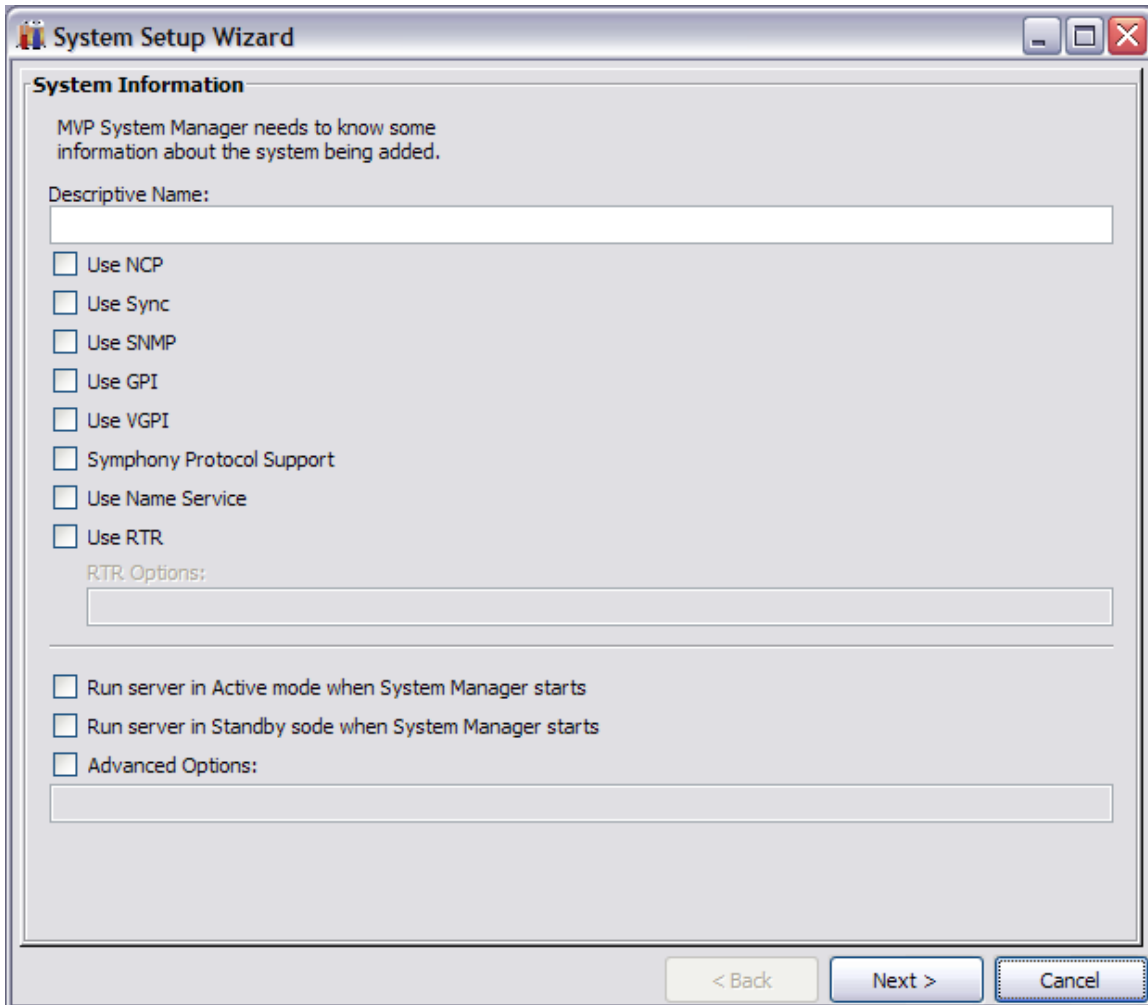 System Setup Wizard
System Information
MVP System Manager needs to know some
information about the system being added.
Descriptive Name:
Use NCP
Use Sync
Use SNMP
Use GPI
Use VGPI
Symphony Protocol Support
Use Name Service
Use RTR
RTR Options:
Run server in Active mode when System Manager starts
Run server in Standby sode when System Manager starts
Advanced Options:
< Back Next > Cancel